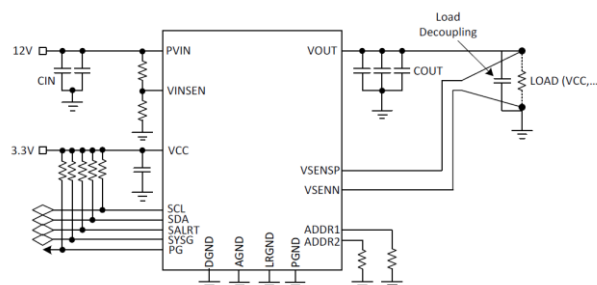 Load
Decoupling
12V
PVIN
VOUT
CIN
COUT
LOAD (VCC,...
VINSEN
3.3V
VCC
VSENSP
VSENN
SCL
SDA
SALRT
SYSG
PG
ADDR1
ADDR2
DGND
AGND
LRGND
PGND